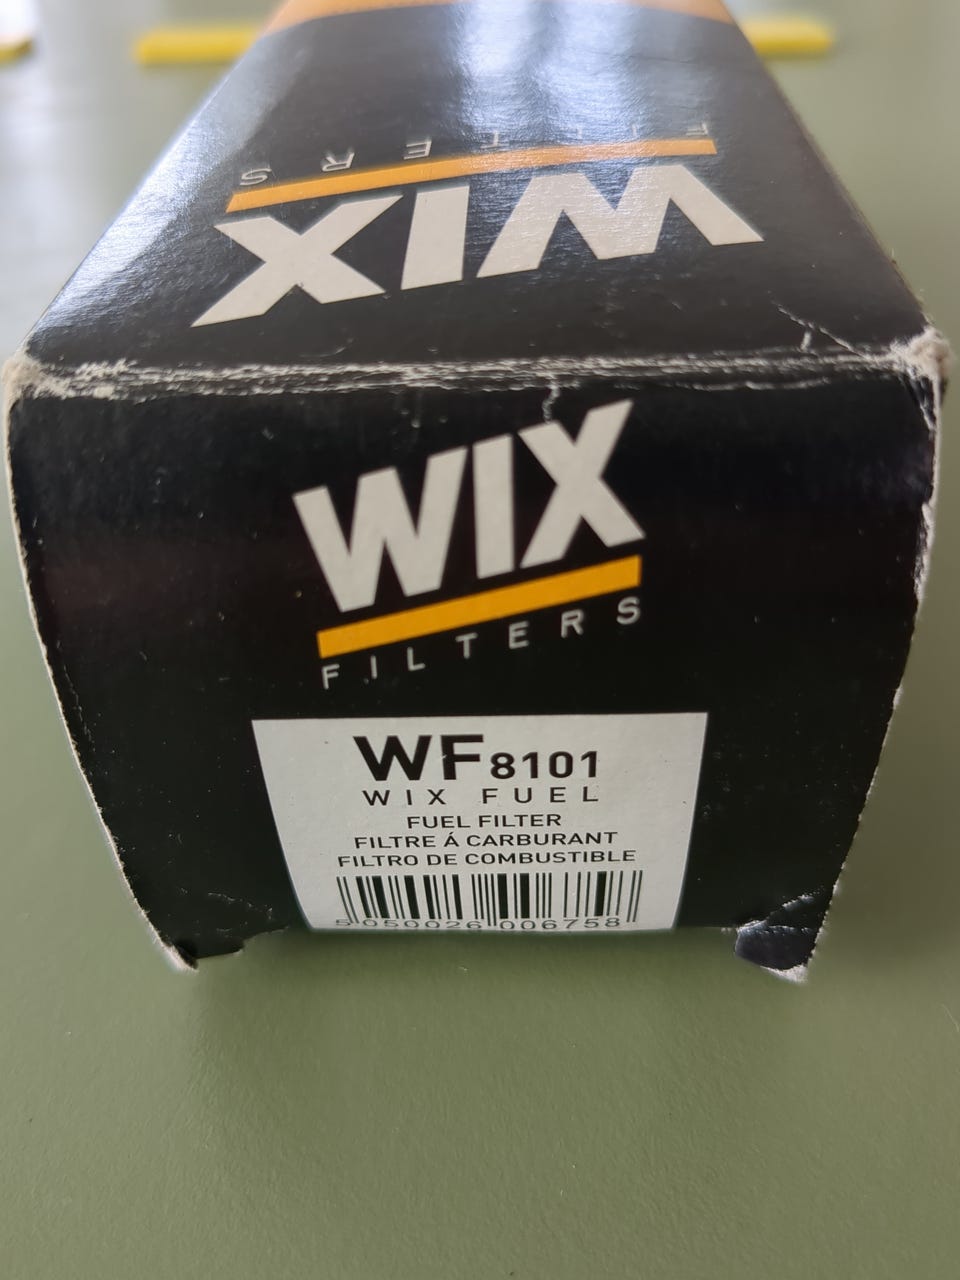 FILTERS
WIX
WIX
FILTERS
WF8101
WIX FUEL
FUEL FILTER
FILTRE Á CARBURANT
FILTRO DE COMBUSTIBLE
5 050026 006758